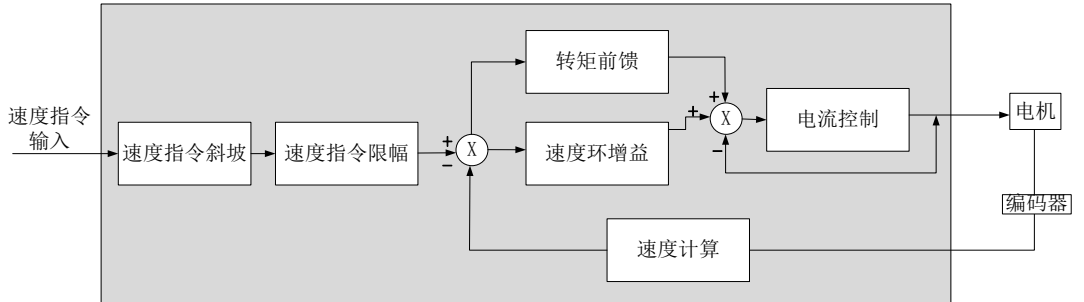 转矩前馈
速度指令
输入
速度指令斜坡
速度指令限幅
+
−
X
速度环增益
+
+
−
X
电流控制
电机
编码器
速度计算